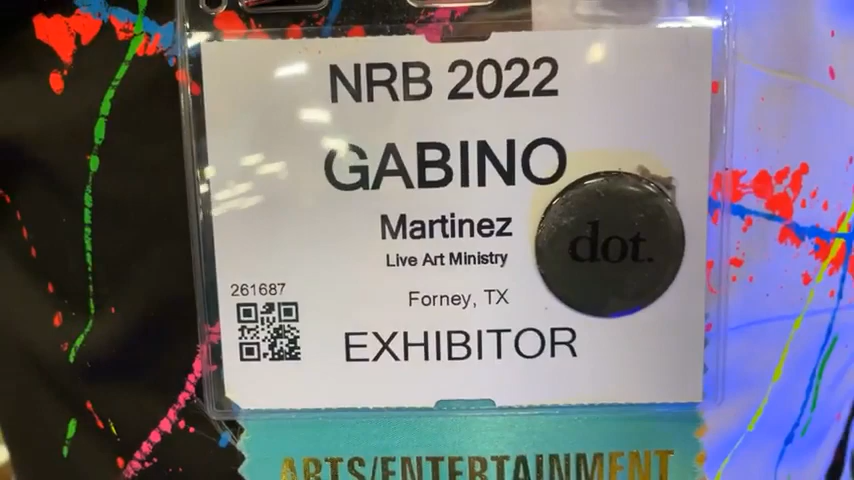 NRB 2022
GABINO
Martinez
Live Art Ministry
dot.
261687
Forney, TX
EXHIBITOR
ARTS/ENTERTAINMENT